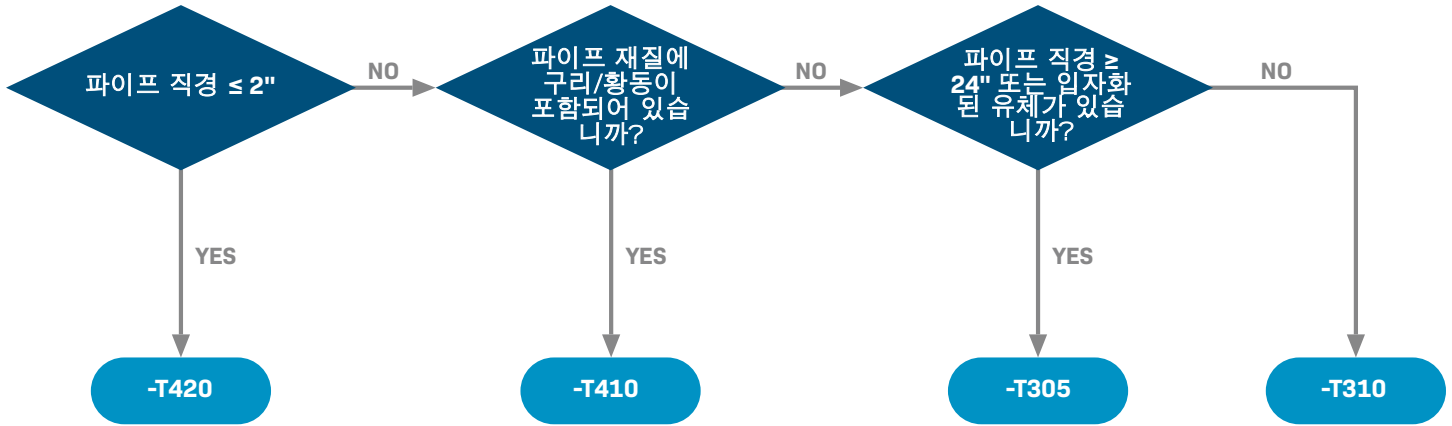 파이프 직경 ≤ 2"
NO
파이프 재질에
구리/황동이
포함되어 있습
니까?
NO
파이프 직경 ≥
24" 또는 입자화
된 유체가 있습
니까?
NO
YES
YES
YES
-T420
-T410
-T305
-T310